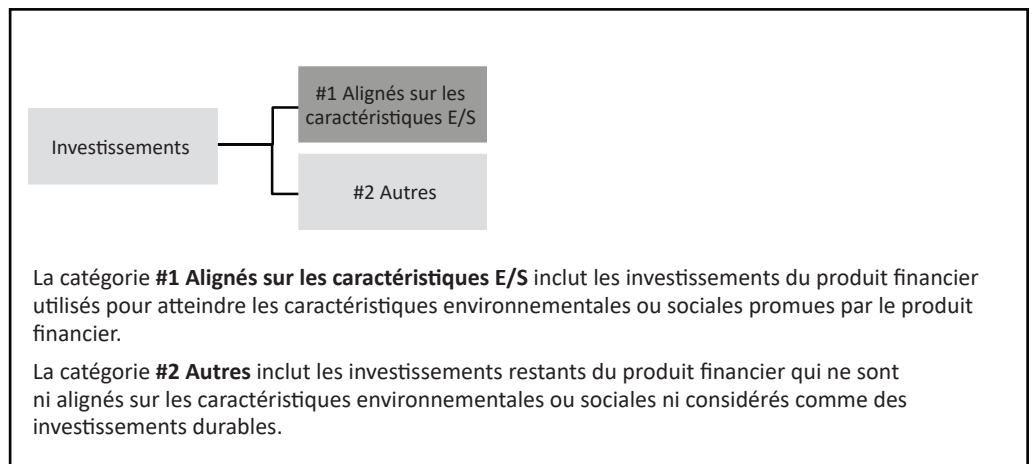 #1 Alignés sur les
caractéristiques E/S
Investissements
#2 Autres
La catégorie #1 Alignés sur les caractéristiques E/S inclut les investissements du produit financier
utilisés pour atteindre les caractéristiques environnementales ou sociales promues par le produit
financier.
La catégorie #2 Autres inclut les investissements restants du produit financier qui ne sont
ni alignés sur les caractéristiques environnementales ou sociales ni considérés comme des
investissements durables.